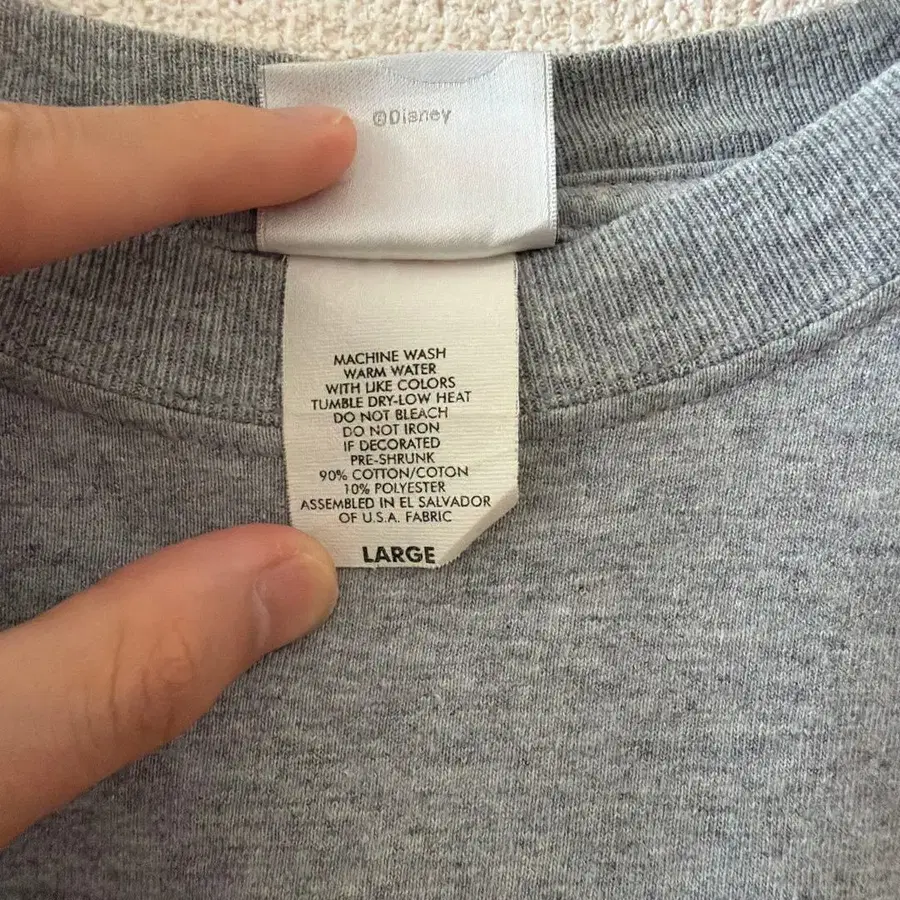 ©Disney
MACHINE WASH
WARM WATER
WITH LIKE COLORS
TUMBLE DRY-LOW HEAT
DO NOT BLEACH
DO NOT IRON
IF DECORATED
PRE-SHRUNK
90% COTTON/COTON
10% POLYESTER
ASSEMBLED IN EL SALVADOR
OF U.S.A. FABRIC
LARGE